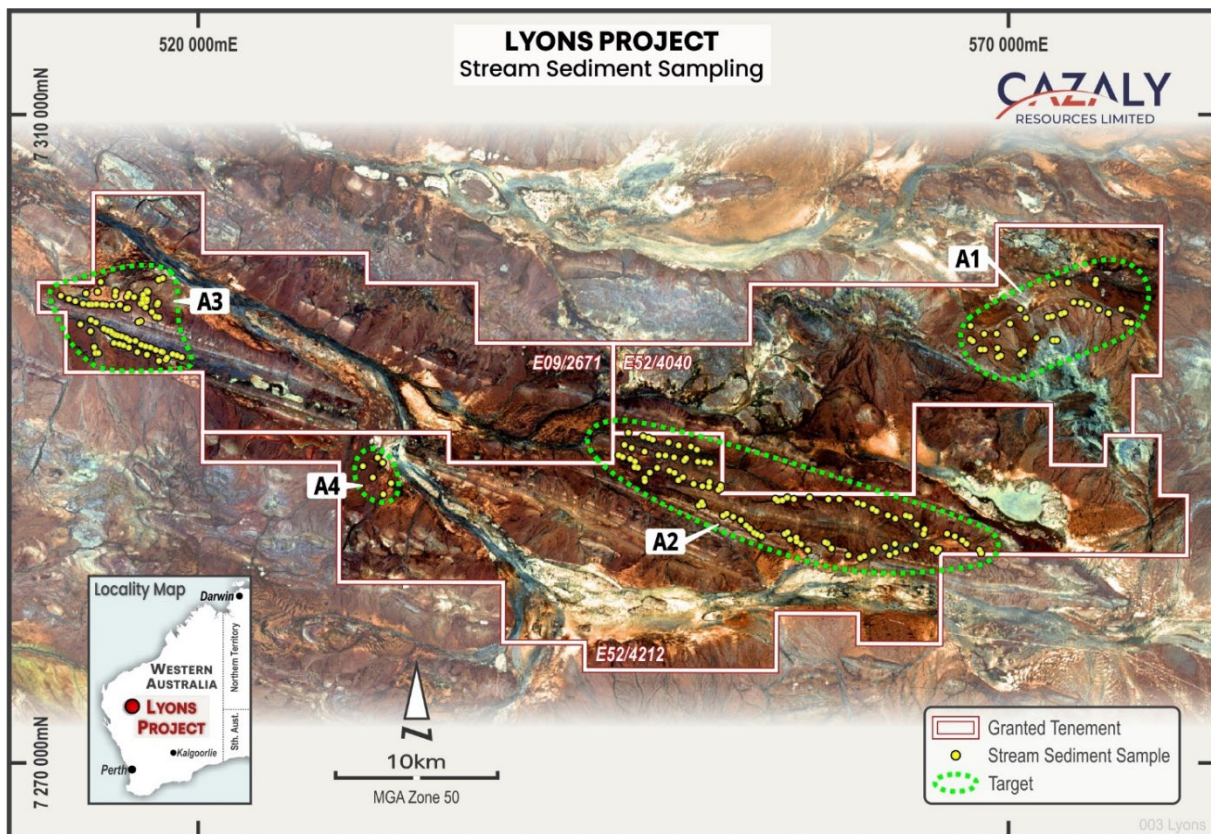 520 000mE
570 000mE
LYONS PROJECT
Stream Sediment Sampling
CAZALY
RESOURCES LIMITED
7 310 000mN
A1
A3
E09/2671
E52/4040
A4
A2
E52/4212
Locality Map
Darwin
Northern Territory
WESTERN
AUSTRALIA
LYONS
PROJECT
Sth. Aust.
Kalgoorlie
Perth
N
10km
MGA Zone 50
Granted Tenement
Stream Sediment Sample
Target
7 270 000mN
003 Lyons